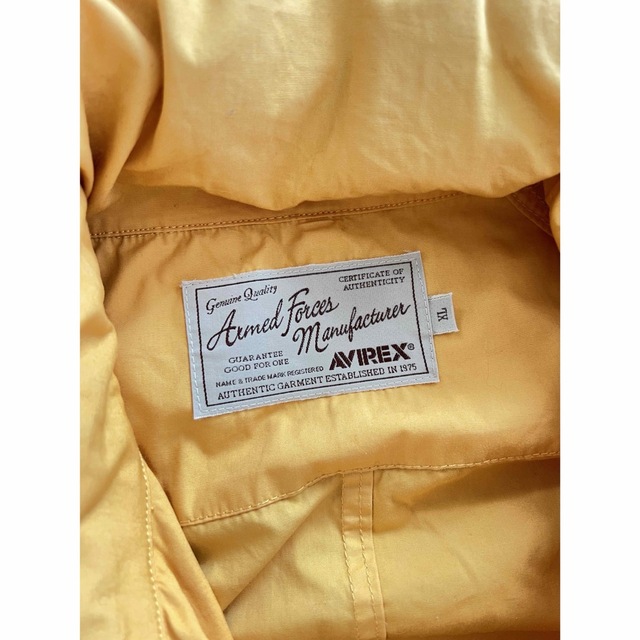 Genuine Quality
CERTIFICATE OF
AUTHENTICITY
Armed Forces
Manufacturer
GUARANTEE
GOOD FOR ONE
AVIREX®
NAME & TRADE MARK REGISTERED
AUTHENTIC GARMENT ESTABLISHED IN 1975
XL